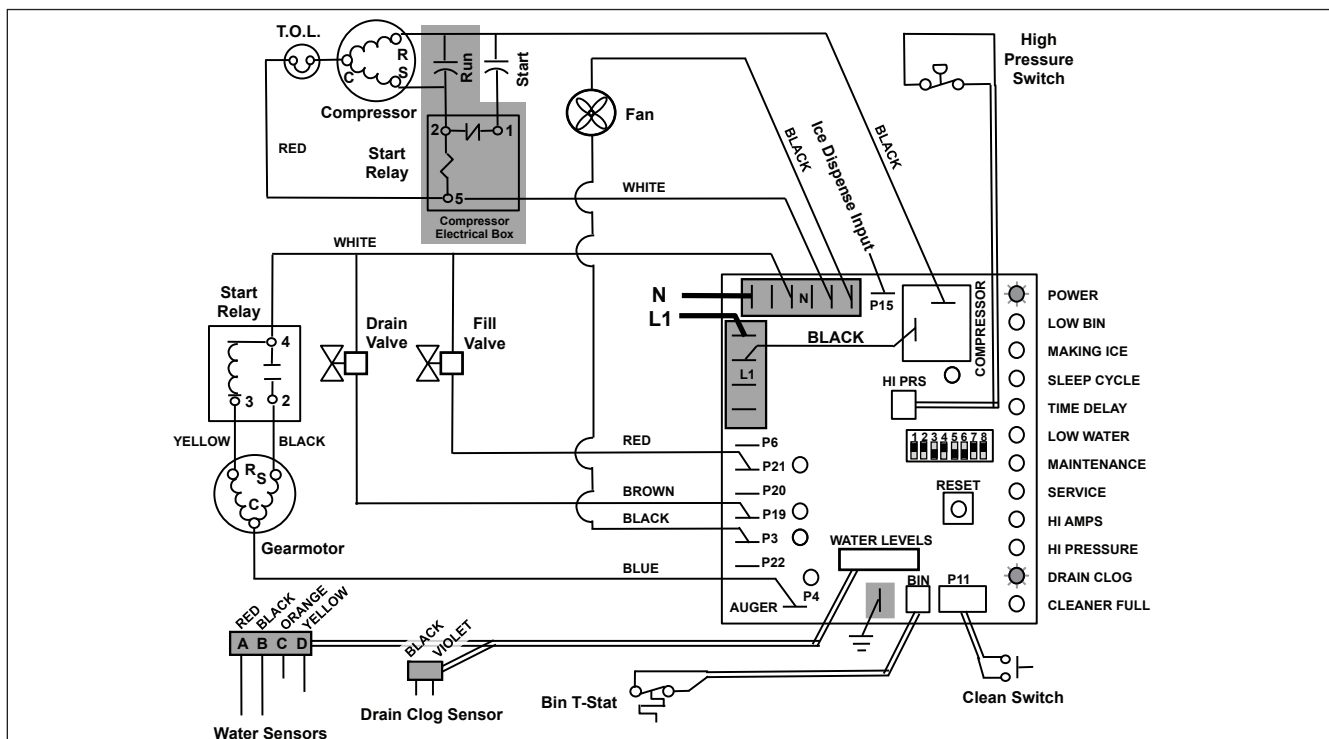 T.O.L.
R
S
C
Compressor
Run
Start
RED
2
1
5
Start
Relay
Compressor
Electrical Box
WHITE
Fan
BLACK
Ice Dispense Input
BLACK
High
Pressure
Switch
WHITE
Start
Relay
4
3
2
YELLOW
BLACK
R
S
C
Gearmotor
Drain
Valve
Fill
Valve
N
L1
N
P15
L1
BLACK
COMPRESSOR
HI PRS
1 2 3 4 5 6 7 8
RESET
POWER
LOW BIN
MAKING ICE
SLEEP CYCLE
TIME DELAY
LOW WATER
MAINTENANCE
SERVICE
HI AMPS
HI PRESSURE
DRAIN CLOG
CLEANER FULL
P6
RED
P21
P20
BROWN
P19
BLACK
P3
P22
BLUE
P4
AUGER
WATER LEVELS
BIN
P11
RED
BLACK
ORANGE
YELLOW
A B C D
Water Sensors
BLACK
VIOLET
Drain Clog Sensor
Bin T-Stat
Clean Switch